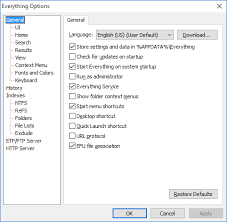 Everything Options
General
UI
Home
Search
Results
View
Context Menu
Fonts and Colors
Keyboard
History
Indexes
NTFS
ReFS
Folders
File Lists
Exclude
ETP/FTP Server
HTTP Server
General
Language: English (US) (User Default) Download...
Store settings and data in %APPDATA%\Everything
Check for updates on startup
Start Everything on system startup
Run as administrator
Everything Service
Show folder context menus
Start menu shortcuts
Desktop shortcut
Quick Launch shortcut
URL protocol
EFU file association
Restore Defaults
OK Cancel Apply